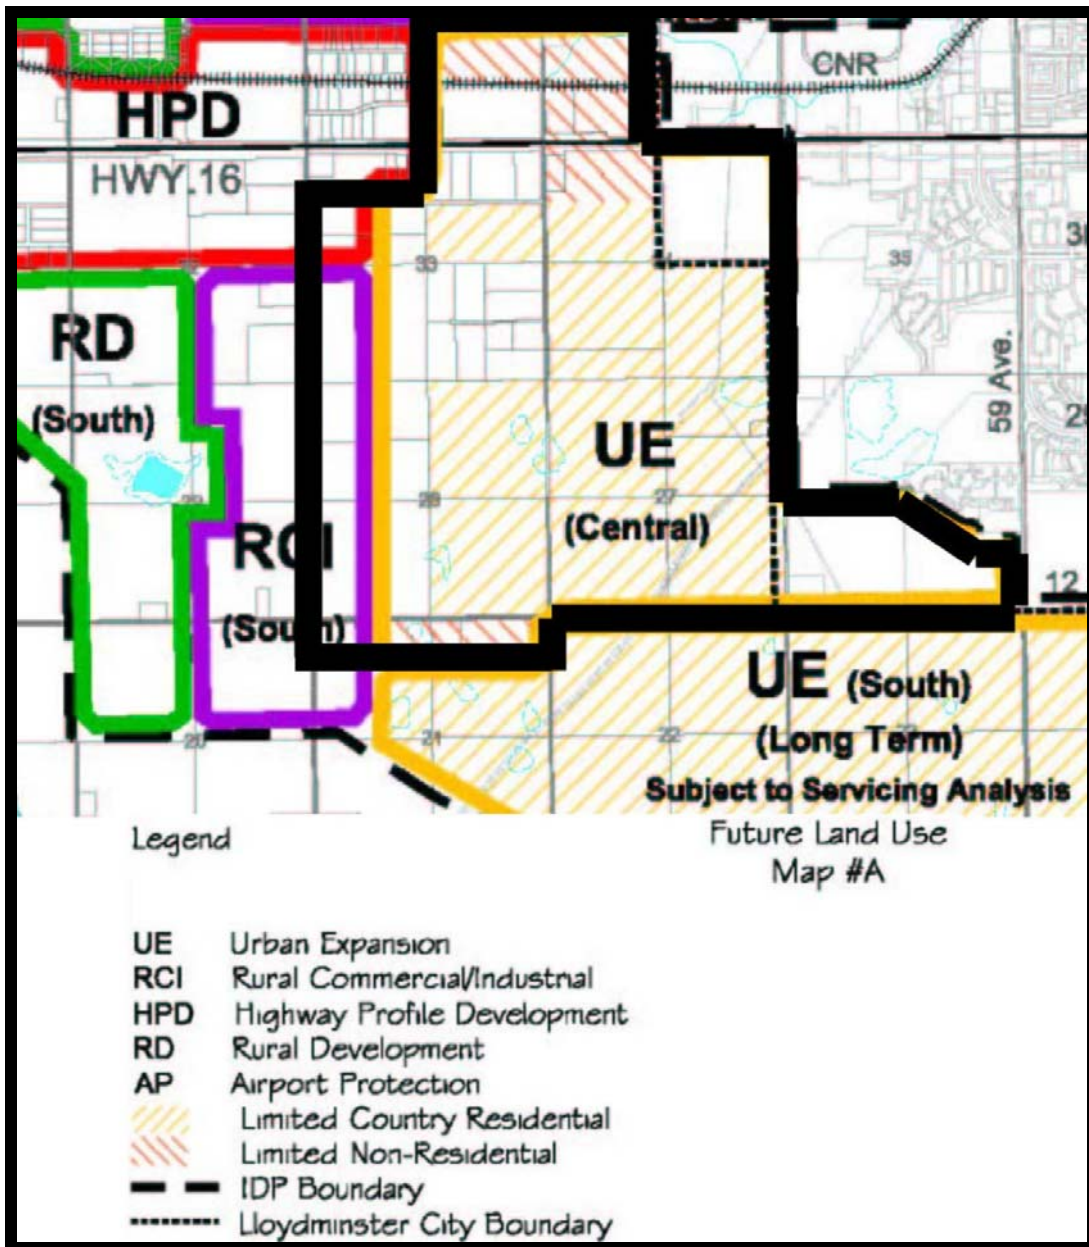 CNR
HPD
HWY.16
33
35
RD
(South)
59 Ave.
UE
(Central)
28
27
RCI
(South)
12
UE (South)
(Long Term)
20
21
22
Subject to Servicing Analysis
Legend
Future Land Use
Map #A
UE Urban Expansion
RCI Rural Commercial/Industrial
HPD Highway Profile Development
RD Rural Development
AP Airport Protection
Limited Country Residential
Limited Non-Residential
IDP Boundary
Lloydminster City Boundary